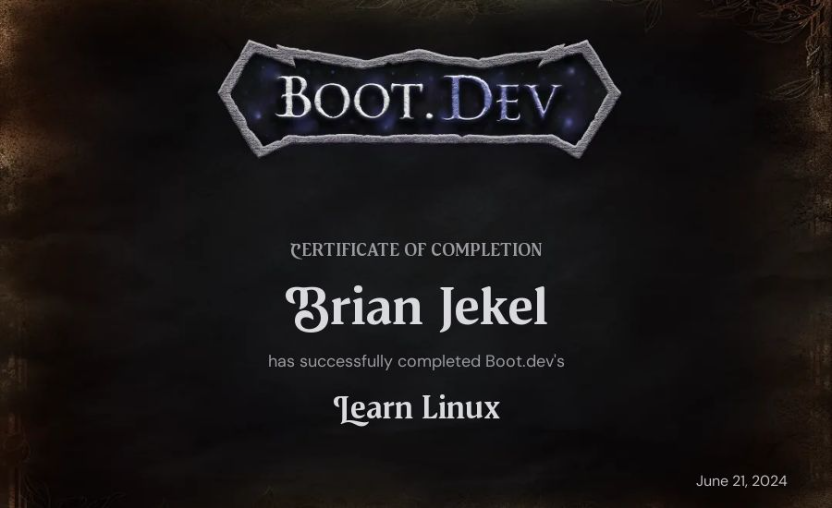 BOOT.DEV
CERTIFICATE OF COMPLETION
Brian Jekel
has successfully completed Boot.dev's
Learn Linux
June 21, 2024